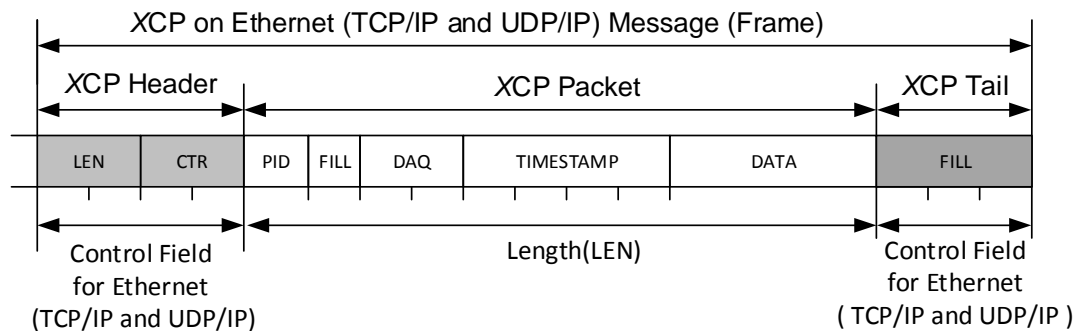 XCP on Ethernet (TCP/IP and UDP/IP) Message (Frame)
XCP Header XCP Packet XCP Tail
LEN CTR PID FILL DAQ TIMESTAMP DATA FILL
Control Field
for Ethernet
(TCP/IP and UDP/IP)
Length(LEN)
Control Field
for Ethernet
( TCP/IP and UDP/IP )